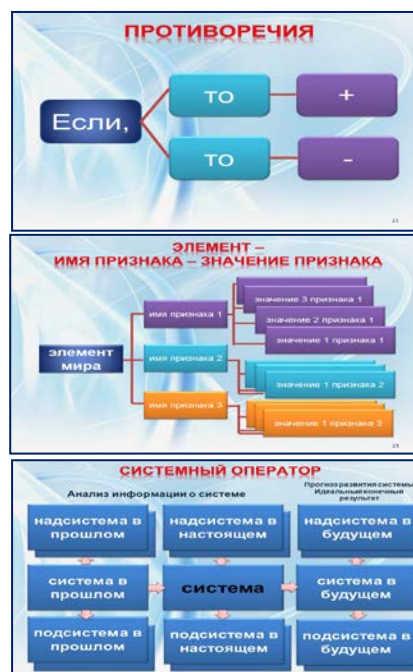 ПРОТИВОРЕЧИЯ
Если,
то
+
то
-
ЭЛЕМЕНТ –
ИМЯ ПРИЗНАКА – ЗНАЧЕНИЕ ПРИЗНАКА
элемент мира
имя признака 1
значение 3 признака 1
значение 2 признака 1
значение 1 признака 1
имя признака 2
значение 1 признака 2
имя признака 3
значение 1 признака 3
СИСТЕМНЫЙ ОПЕРАТОР
Анализ информации о системе
Прогноз развития системы
Идеальный конечный
результат
надсистема в
прошлом
надсистема в
настоящем
надсистема в
будущем
система в
прошлом
система
система в
будущем
подсистема в
прошлом
подсистема в
настоящем
подсистема в
будущем